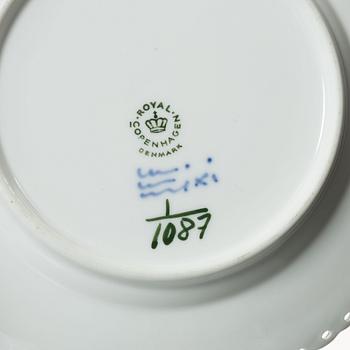 ROYAL
COPENHAGEN
DENMARK
1
1087